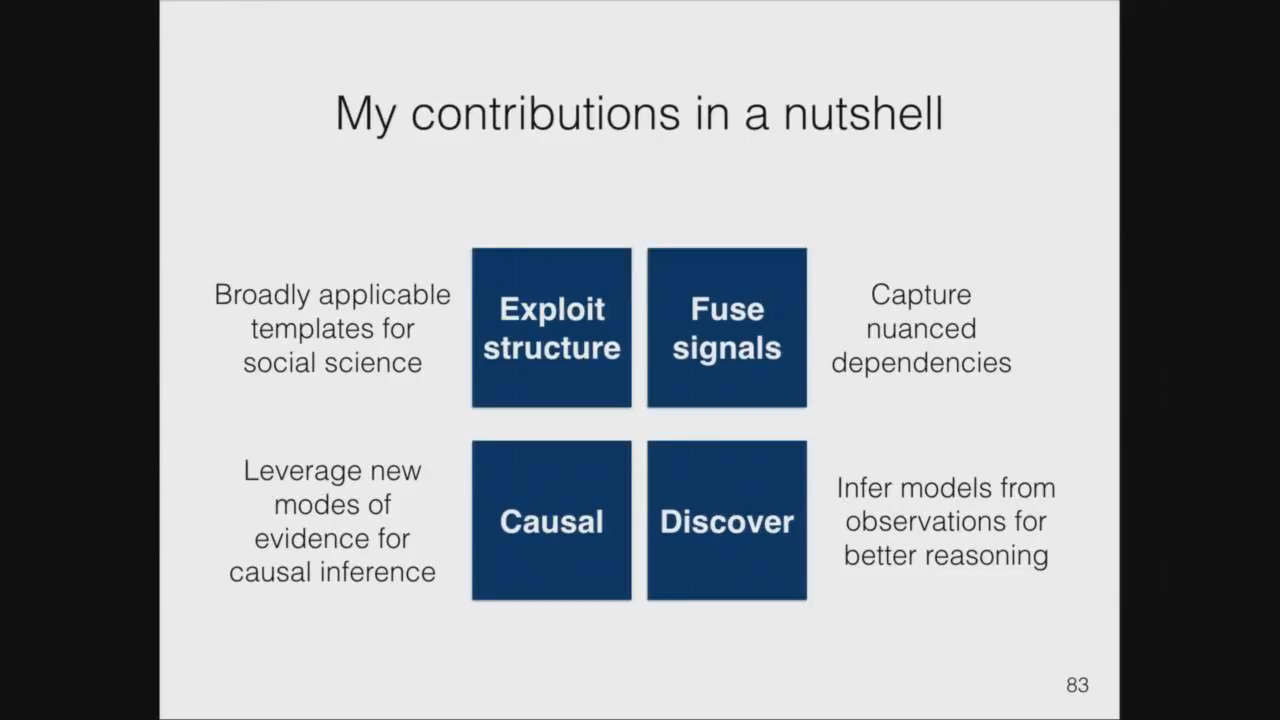 My contributions in a nutshell
Broadly applicable
templates for
social science
Exploit
structure
Fuse
signals
Capture
nuanced
dependencies
Leverage new
modes of
evidence for
causal inference
Causal
Discover
Infer models from
observations for
better reasoning
83